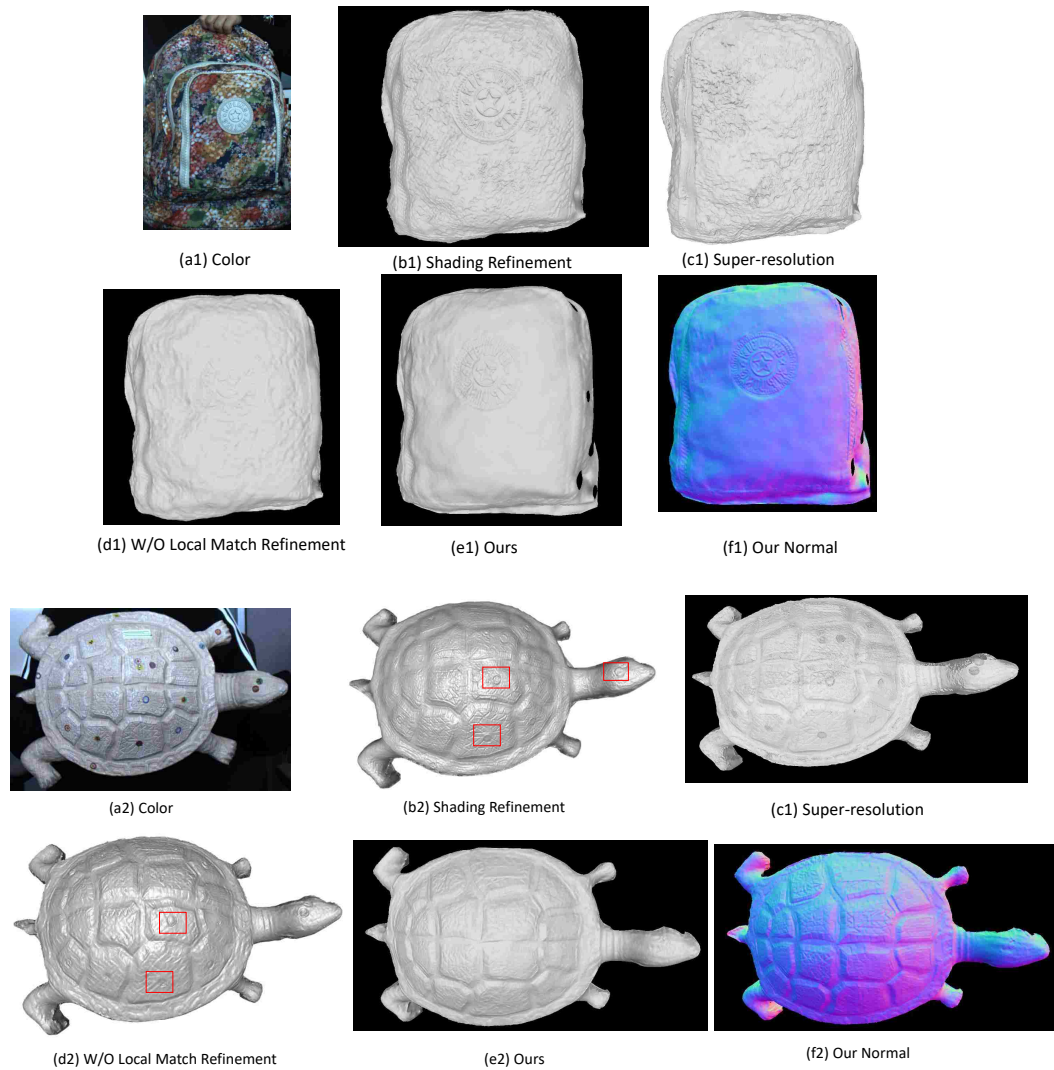 (a1) Color
(b1) Shading Refinement
(c1) Super-resolution
(d1) W/O Local Match Refinement
(e1) Ours
(f1) Our Normal
(a2) Color
(b2) Shading Refinement
(c1) Super-resolution
(d2) W/O Local Match Refinement
(e2) Ours
(f2) Our Normal